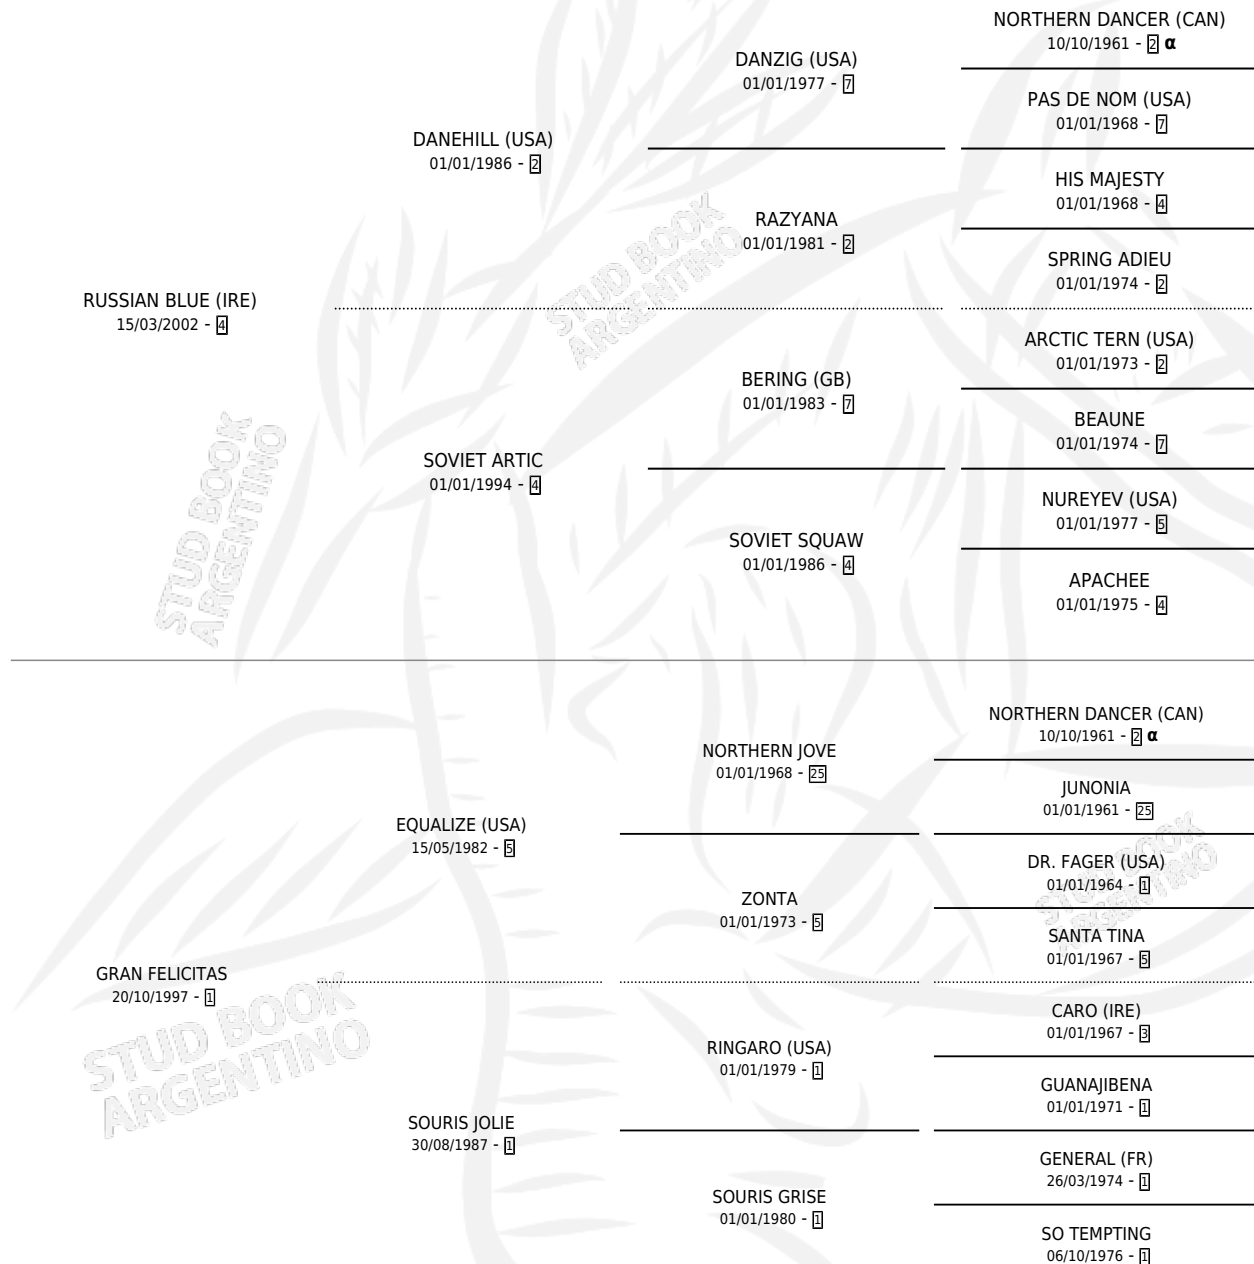 NORTHERN DANCER (CAN)
10/10/1961 - 2 α
DANZIG (USA)
01/01/1977 - 7
PAS DE NOM (USA)
01/01/1968 - 7
DANEHILL (USA)
01/01/1986 - 2
HIS MAJESTY
01/01/1968 - 4
RAZYANA
01/01/1981 - 2
SPRING ADIEU
01/01/1974 - 2
RUSSIAN BLUE (IRE)
15/03/2002 - 4
ARCTIC TERN (USA)
01/01/1973 - 2
BERING (GB)
01/01/1983 - 7
BEAUNE
01/01/1974 - 7
SOVIET ARTIC
01/01/1994 - 4
NUREYEV (USA)
01/01/1977 - 5
SOVIET SQUAW
01/01/1986 - 4
APACHEE
01/01/1975 - 4
NORTHERN DANCER (CAN)
10/10/1961 - 2 α
NORTHERN JOVE
01/01/1968 - 25
JUNONIA
01/01/1961 - 25
EQUALIZE (USA)
15/05/1982 - 5
DR. FAGER (USA)
01/01/1964 - 1
ZONTA
01/01/1973 - 5
SANTA TINA
01/01/1967 - 5
GRAN FELICITAS
20/10/1997 - 1
CARO (IRE)
01/01/1967 - 3
RINGARO (USA)
01/01/1979 - 1
GUANAJIBENA
01/01/1971 - 1
SOURIS JOLIE
30/08/1987 - 1
GENERAL (FR)
26/03/1974 - 1
SOURIS GRISE
01/01/1980 - 1
SO TEMPTING
06/10/1976 - 1
STUD BOOK
ARGENTINO
STUD BOOK
ARGENTINO
STUD BOOK
ARGENTINO
STUD BOOK
ARGENTINO